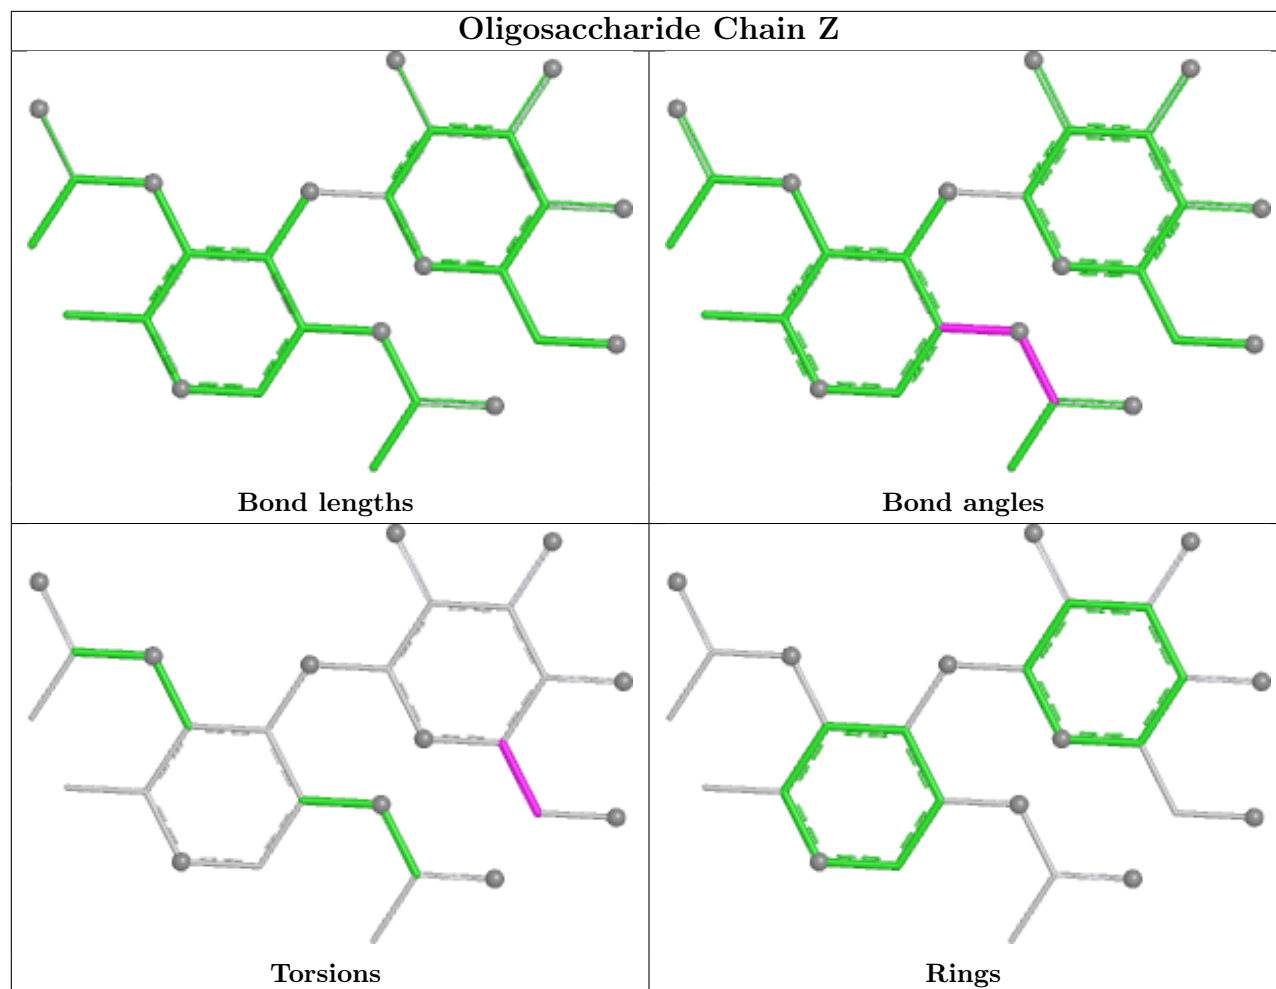 Oligosaccharide Chain Z
Bond lengths
Bond angles
Torsions
Rings